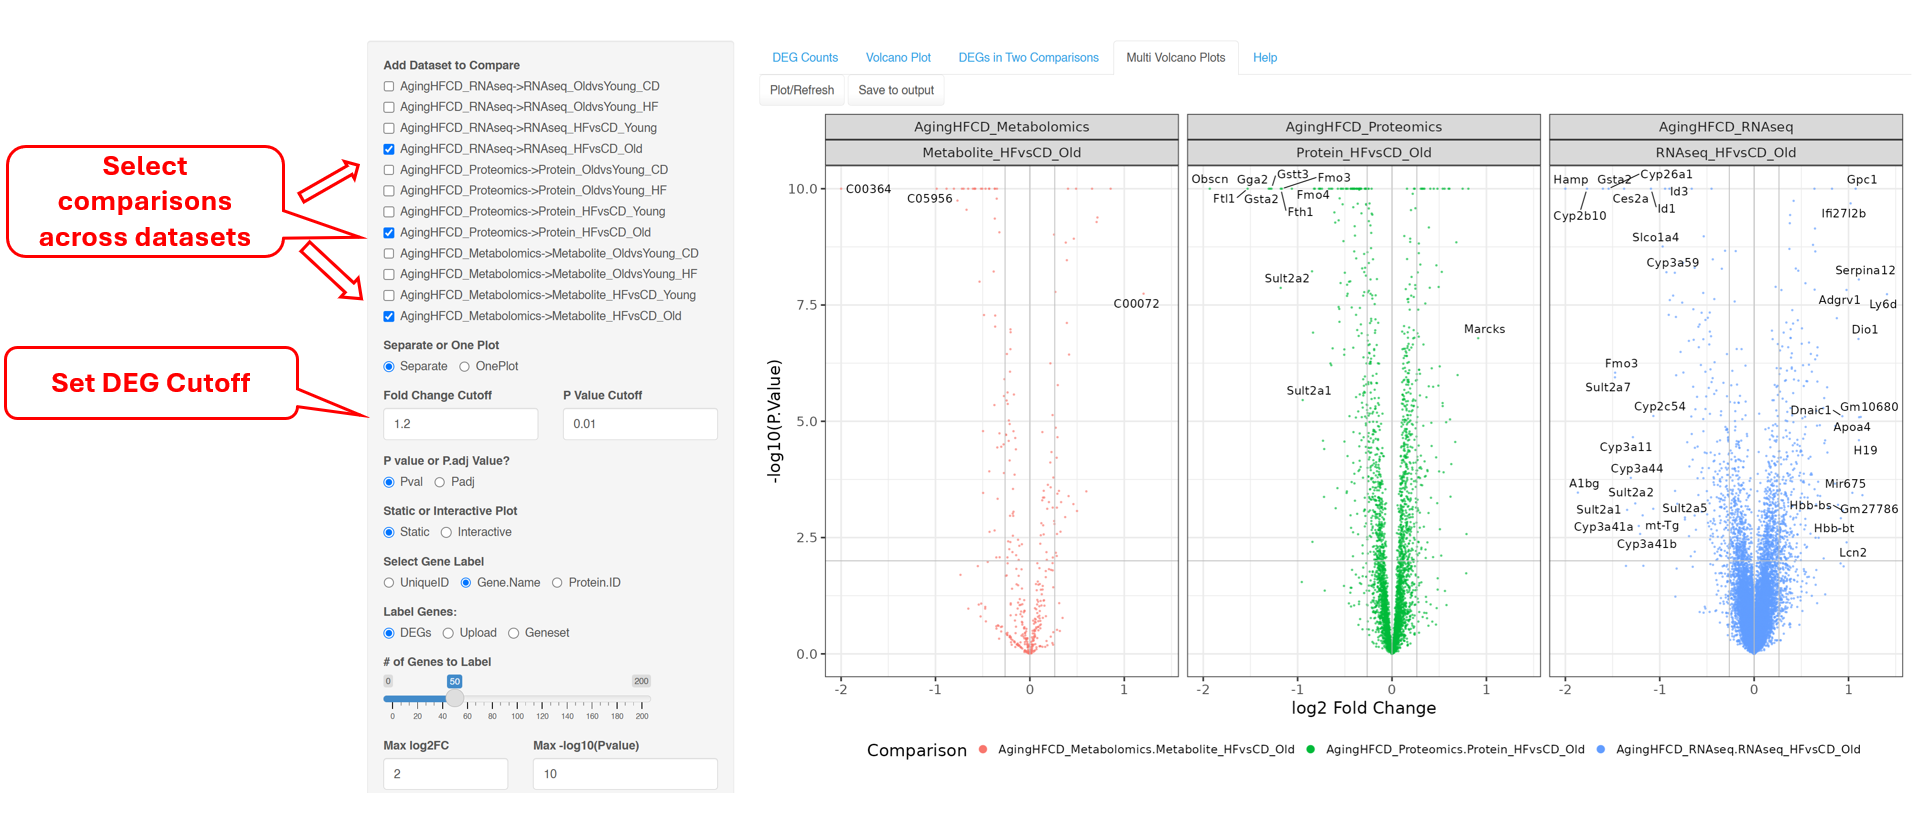 Select
comparisons
across datasets
Set DEG Cutoff
Add Dataset to Compare
AgingHFCD_RNAseq->RNAseq_OldvsYoung_CD
AgingHFCD_RNAseq->RNAseq_OldvsYoung_HF
AgingHFCD_RNAseq->RNAseq_HFvsCD_Young
AgingHFCD_RNAseq->RNAseq_HFvsCD_Old
AgingHFCD_Proteomics->Protein_OldvsYoung_CD
AgingHFCD_Proteomics->Protein_OldvsYoung_HF
AgingHFCD_Proteomics->Protein_HFvsCD_Young
AgingHFCD_Proteomics->Protein_HFvsCD_Old
AgingHFCD_Metabolomics->Metabolite_OldvsYoung_CD
AgingHFCD_Metabolomics->Metabolite_OldvsYoung_HF
AgingHFCD_Metabolomics->Metabolite_HFvsCD_Young
AgingHFCD_Metabolomics->Metabolite_HFvsCD_Old
Separate or One Plot
Separate OnePlot
Fold Change Cutoff P Value Cutoff
1.2 0.01
P value or P.adj Value?
Pval Padj
Static or Interactive Plot
Static Interactive
Select Gene Label
UniqueID Gene.Name Protein.ID
Label Genes:
DEGs Upload Geneset
# of Genes to Label
0 50 200
0 20 40 60 80 100 120 140 160 180 200
Max log2FC Max -log10(Pvalue)
2 10
DEG Counts Volcano Plot DEGs in Two Comparisons Multi Volcano Plots Help
Plot/Refresh Save to output
AgingHFCD_Metabolomics AgingHFCD_Proteomics AgingHFCD_RNAseq
Metabolite_HFvsCD_Old Protein_HFvsCD_Old RNAseq_HFvsCD_Old
-log10(P.Value)
10.0
7.5
5.0
2.5
0.0
C00364
C05956
C00072
Obscn Gga2 Gstt3 Fmo3
Ftl1 Gsta2 Fmo4
Fth1
Sult2a2
Marcks
Sult2a1
Hamp Gsta2 Cyp26a1 Gpc1
Ces2a Id3
Cyp2b10 Id1 Ifi27l2b
Slco1a4
Cyp3a59 Serpina12
Adgrv1 Ly6d
Dio1
Fmo3
Sult2a7
Cyp2c54 Dnaic1 Gm10680
Apoa4
Cyp3a11 H19
Cyp3a44
A1bg Mir675
Sult2a2
Sult2a1 Sult2a5 Hbb-bs Gm27786
Cyp3a41a mt-Tg Hbb-bt
Cyp3a41b Lcn2
-2 -1 0 1 -2 -1 0 1 -2 -1 0 1
log2 Fold Change
Comparison AgingHFCD_Metabolomics.Metabolite_HFvsCD_Old AgingHFCD_Proteomics.Protein_HFvsCD_Old AgingHFCD_RNAseq.RNAseq_HFvsCD_Old